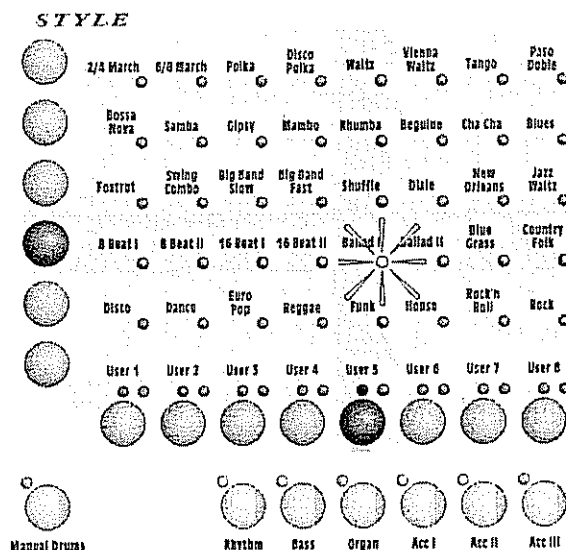 STYLE
2/4 March 6/8 March Polka Disco Polka Waltz Vienna Waltz Tango Paso Doble
Bossa Nova Samba Gipsy Mambo Rhumba Beguine Cha Cha Blues
Foxtrot Swing Combo Big Band Slow Big Band Fast Shuffle Dixie New Orleans Jazz Waltz
8 Beat I 8 Beat II 16 Beat I 16 Beat II Ballad I Ballad II Blue Grass Country Folk
Disco Dance Euro Pop Reggae Funk House Rock'n Roll Rock
User 1 User 2 User 3 User 4 User 5 User 6 User 7 User 8
Manual Drums Rhythm Bass Organ Acc I Acc II Acc III